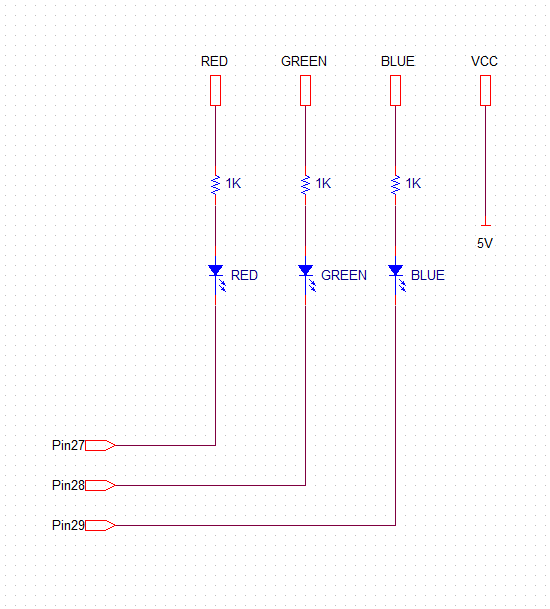 RED GREEN BLUE VCC
1K 1K 1K
5V
RED GREEN BLUE
Pin27
Pin28
Pin29